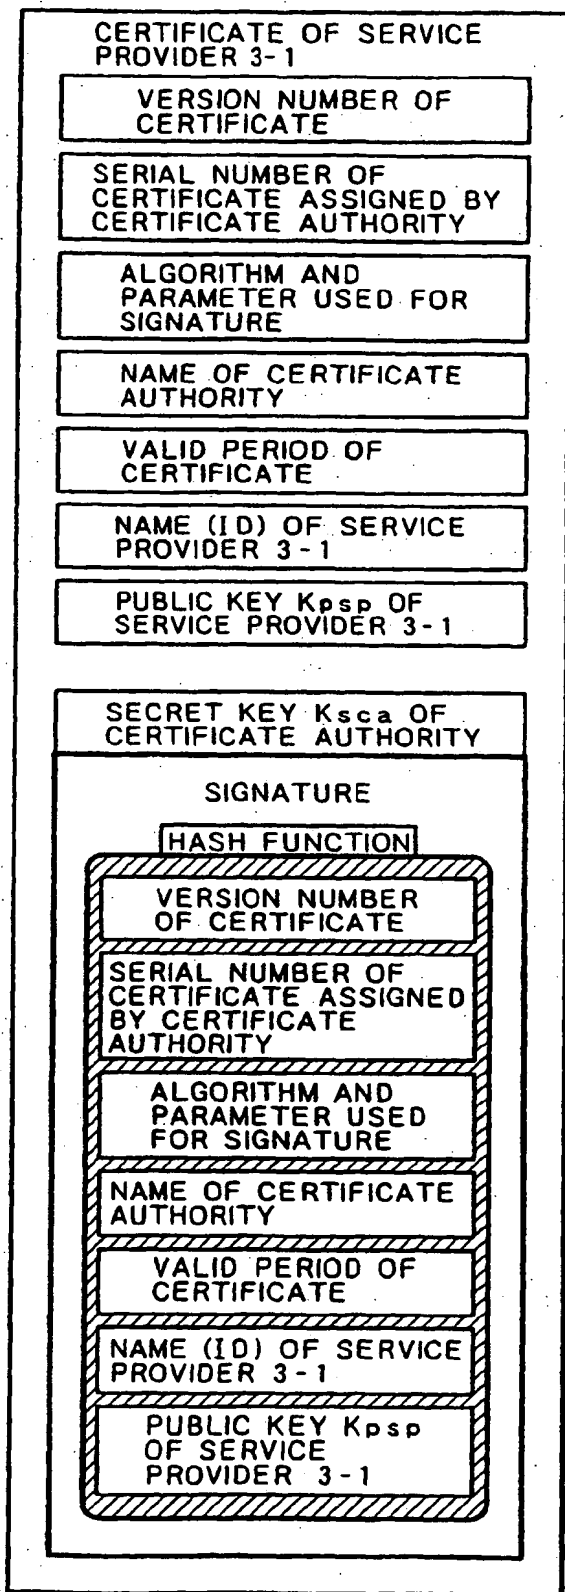 CERTIFICATE OF SERVICE
PROVIDER 3-1
VERSION NUMBER OF
CERTIFICATE
SERIAL NUMBER OF
CERTIFICATE ASSIGNED BY
CERTIFICATE AUTHORITY
ALGORITHM AND
PARAMETER USED FOR
SIGNATURE
NAME OF CERTIFICATE
AUTHORITY
VALID PERIOD OF
CERTIFICATE
NAME (ID) OF SERVICE
PROVIDER 3-1
PUBLIC KEY Kpsp OF
SERVICE PROVIDER 3-1
SECRET KEY Ksca OF
CERTIFICATE AUTHORITY
SIGNATURE
HASH FUNCTION
VERSION NUMBER
OF CERTIFICATE
SERIAL NUMBER OF
CERTIFICATE ASSIGNED
BY CERTIFICATE
AUTHORITY
ALGORITHM AND
PARAMETER USED
FOR SIGNATURE
NAME OF CERTIFICATE
AUTHORITY
VALID PERIOD OF
CERTIFICATE
NAME (ID) OF SERVICE
PROVIDER 3-1
PUBLIC KEY Kpsp
OF SERVICE
PROVIDER 3-1